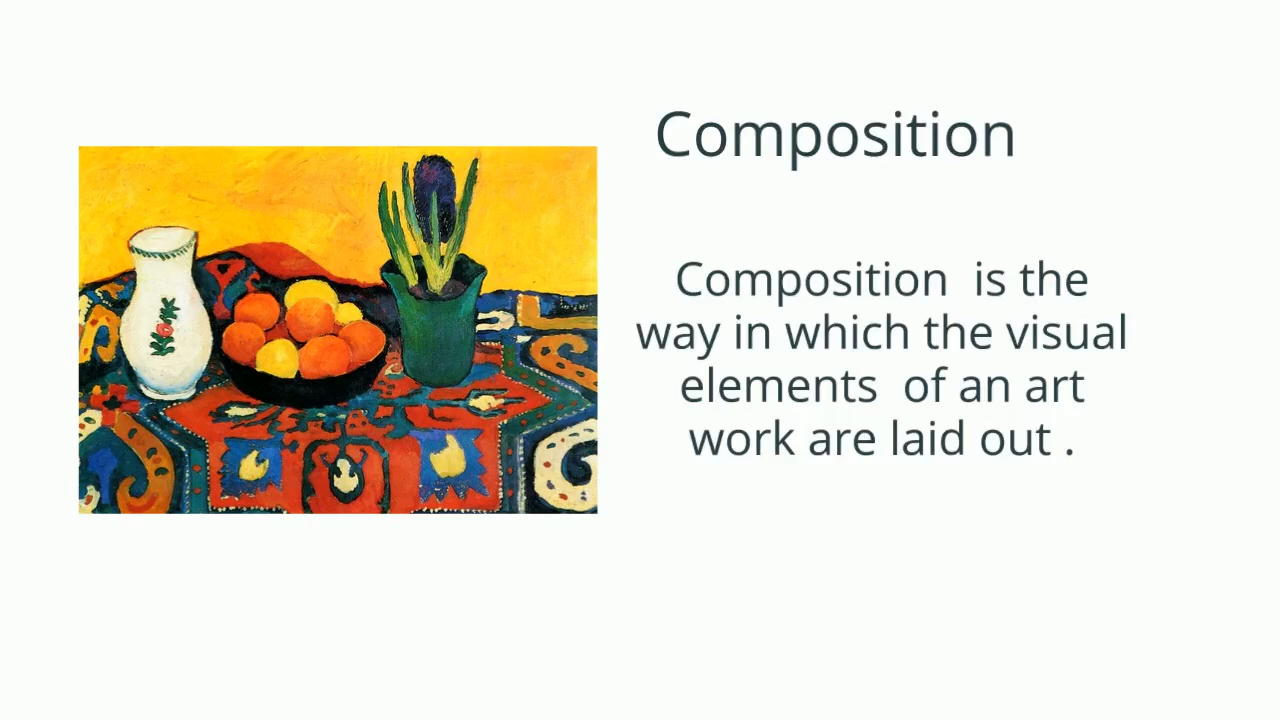 Composition
Composition  is the
way in which the visual
elements  of an art
work are laid out .